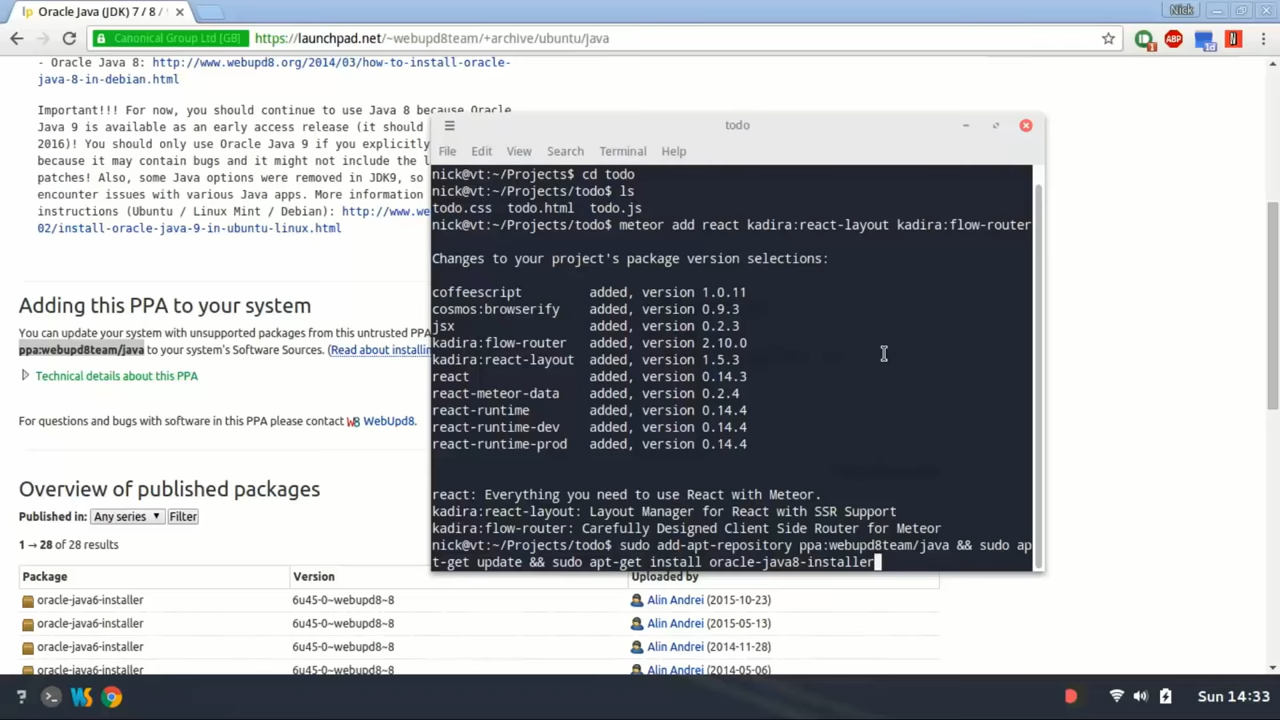 Oracle Java (JDK) 7 / 8 /
Nick
Canonical Group Ltd [GB]
https://launchpad.net/~webupd8team/+archive/ubuntu/java
- Oracle Java 8: http://www.webupd8.org/2014/03/how-to-install-oracle-
java-8-in-debian.html
Important!!! For now, you should continue to use Java 8 because Oracle
Java 9 is available as an early access release (it should
2016)! You should only use Oracle Java 9 if you explicitly
because it may contain bugs and it might not include the l
patches! Also, some Java options were removed in JDK9, so
encounter issues with various Java apps. More information
instructions (Ubuntu / Linux Mint / Debian): http://www.we
02/install-oracle-java-9-in-ubuntu-linux.html
Adding this PPA to your system
You can update your system with unsupported packages from this untrusted PPA
ppa:webupd8team/java to your system's Software Sources. (Read about installin
Technical details about this PPA
For questions and bugs with software in this PPA please contact W8 WebUpd8.
Overview of published packages
Published in: Any series Filter
1 → 28 of 28 results
Package Version Uploaded by
oracle-java6-installer 6u45-0~webupd8~8 Alin Andrei (2015-10-23)
oracle-java6-installer 6u45-0~webupd8~8 Alin Andrei (2015-05-13)
oracle-java6-installer 6u45-0~webupd8~8 Alin Andrei (2014-11-28)
oracle-java6-installer 6u45-0~webupd8~8 Alin Andrei (2014-05-06)
todo
File Edit View Search Terminal Help
nick@vt:~/Projects$ cd todo
nick@vt:~/Projects/todo$ ls
todo.css todo.html todo.js
nick@vt:~/Projects/todo$ meteor add react kadira:react-layout kadira:flow-router
Changes to your project's package version selections:
coffeescript added, version 1.0.11
cosmos:browserify added, version 0.9.3
jsx added, version 0.2.3
kadira:flow-router added, version 2.10.0
kadira:react-layout added, version 1.5.3
react added, version 0.14.3
react-meteor-data added, version 0.2.4
react-runtime added, version 0.14.4
react-runtime-dev added, version 0.14.4
react-runtime-prod added, version 0.14.4
react: Everything you need to use React with Meteor.
kadira:react-layout: Layout Manager for React with SSR Support
kadira:flow-router: Carefully Designed Client Side Router for Meteor
nick@vt:~/Projects/todo$ sudo add-apt-repository ppa:webupd8team/java && sudo ap
t-get update && sudo apt-get install oracle-java8-installer
Sun 14:33